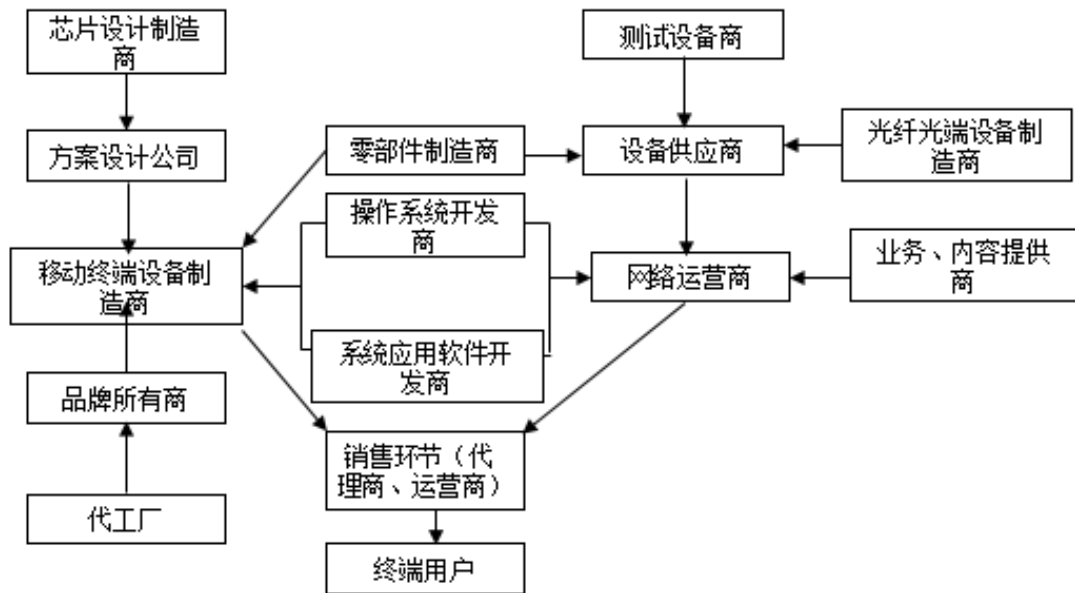 芯片设计制造
商
测试设备商
方案设计公司
零部件制造商
设备供应商
光纤光端设备制
造商
操作系统开发
商
移动终端设备制
造商
网络运营商
业务、内容提供
商
系统应用软件开
发商
品牌所有商
销售环节（代
理商、运营商）
代工厂
终端用户